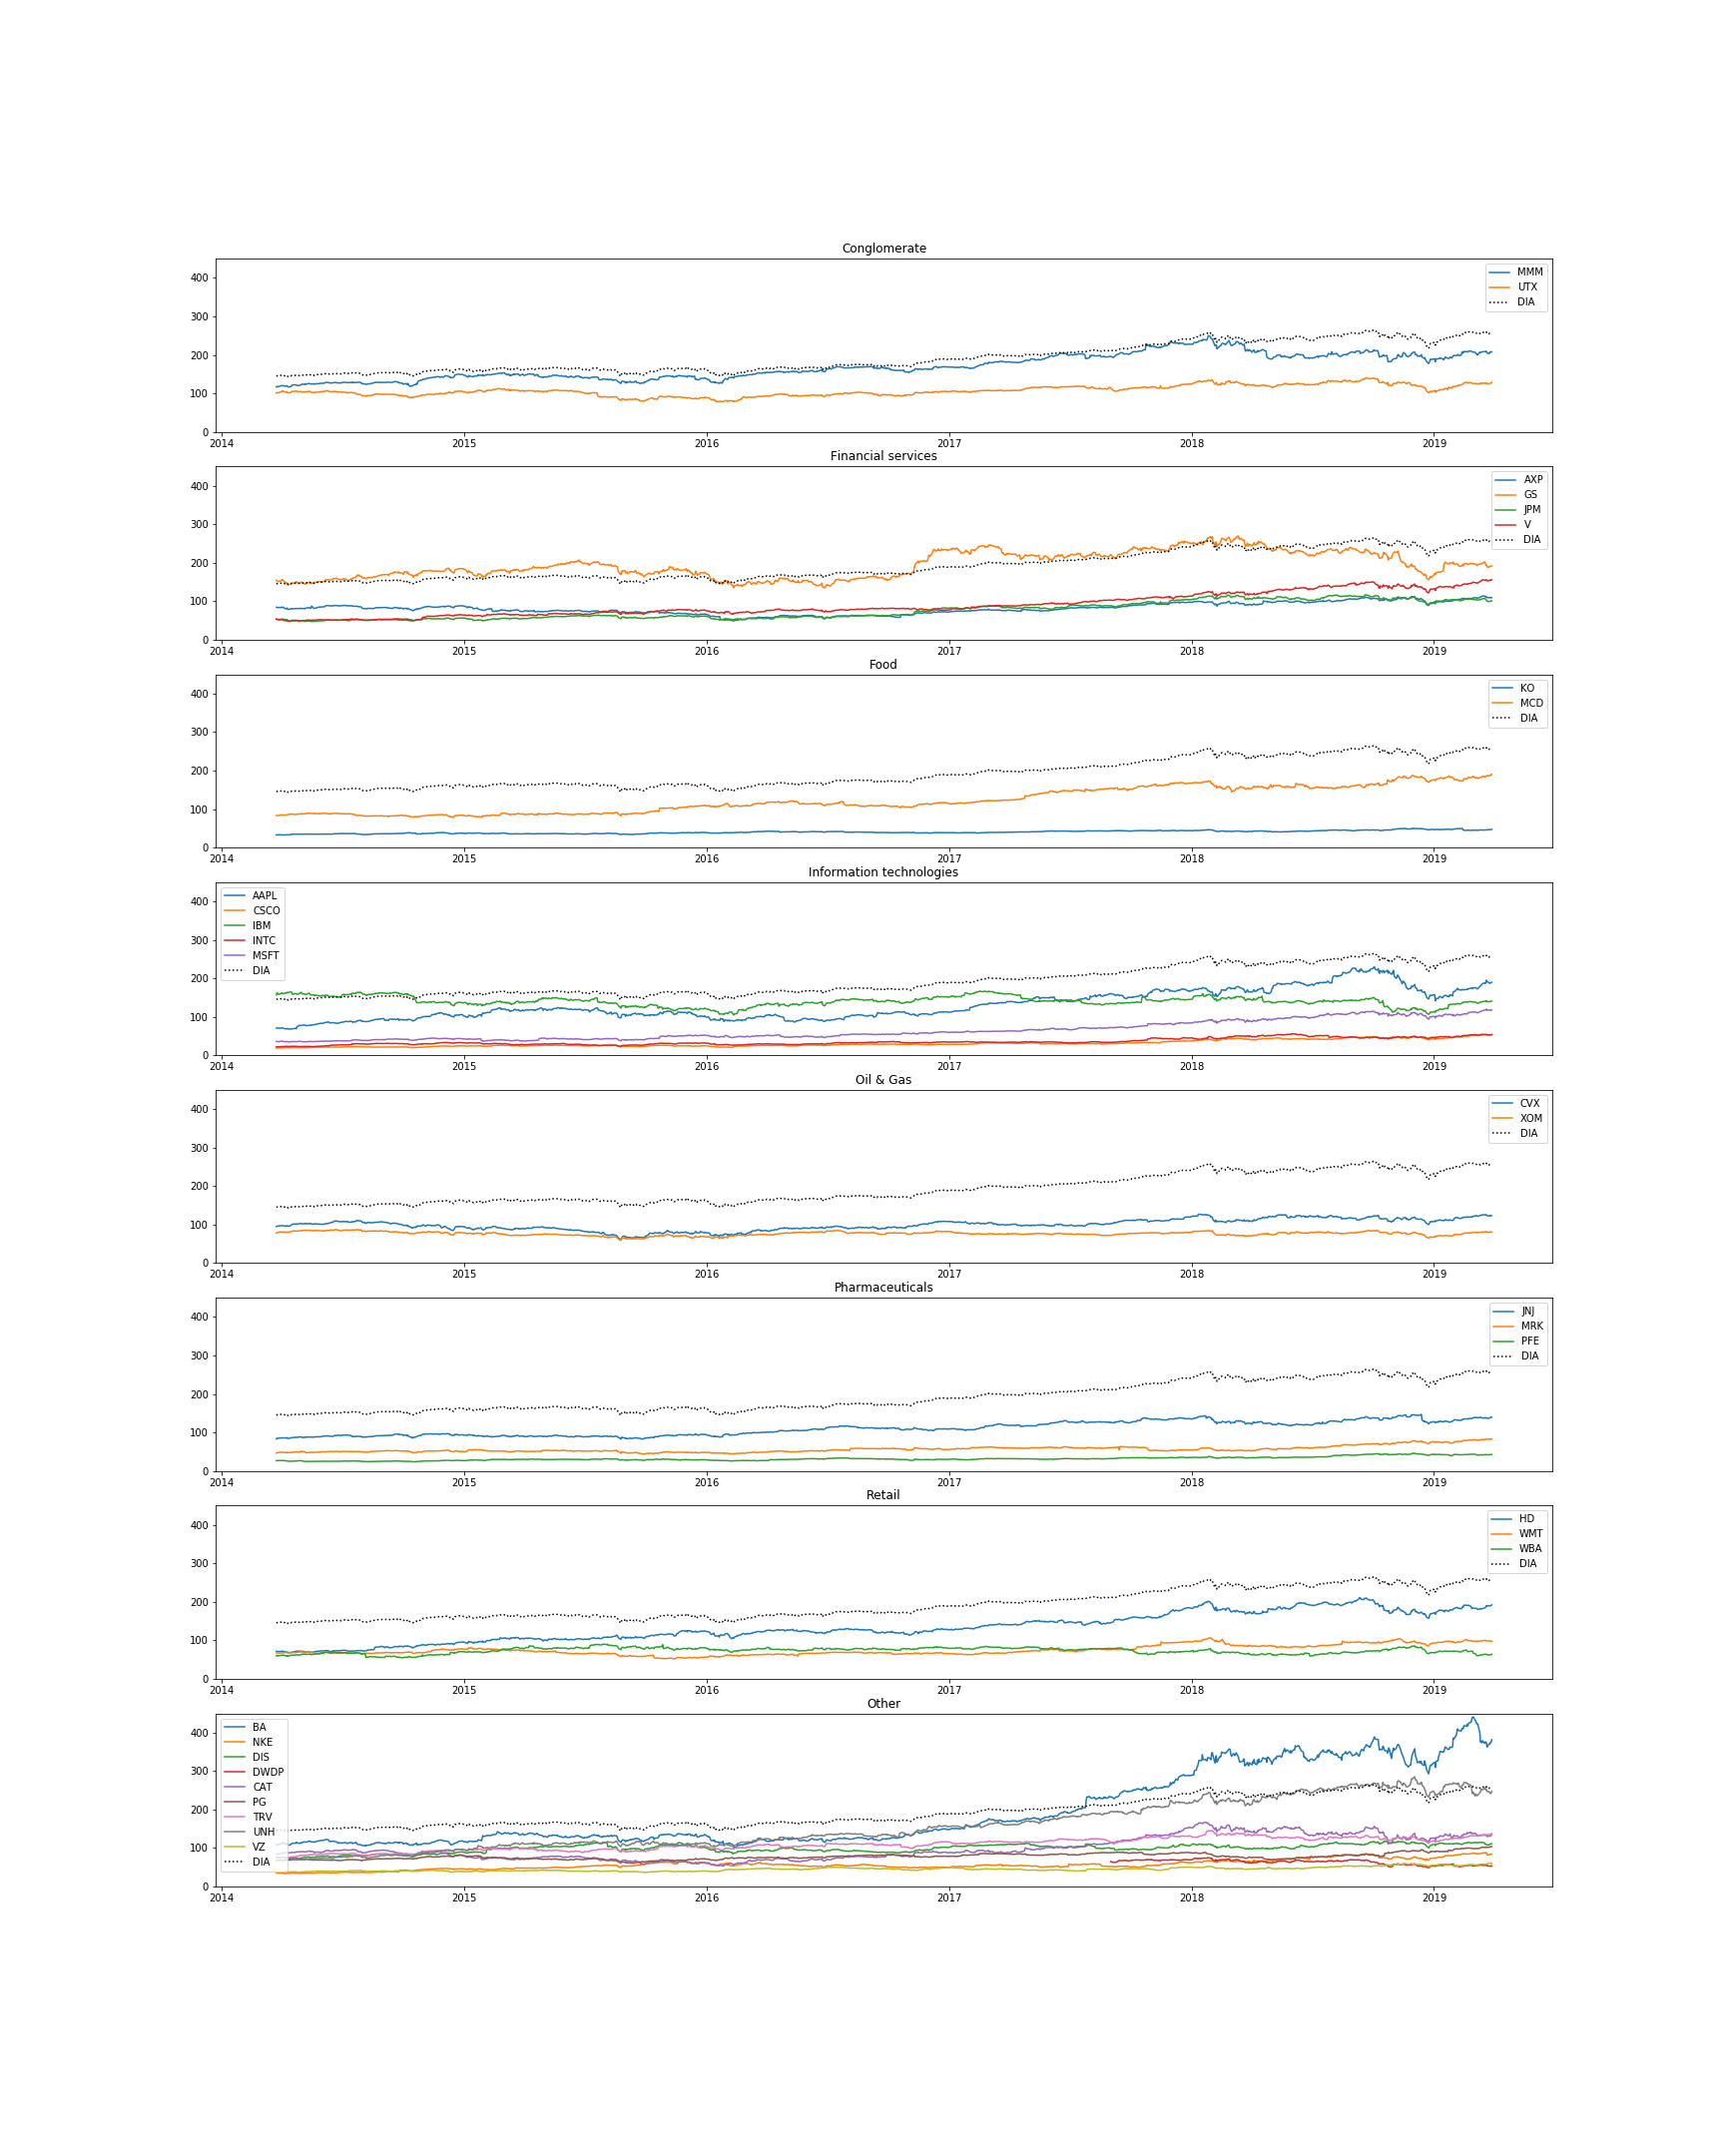 Conglomerate
400
300
200
100
0
MMM
UTX
DIA
2014 2015 2016 2017 2018 2019
Financial services
400
300
200
100
0
AXP
GS
JPM
V
DIA
2014 2015 2016 2017 2018 2019
Food
400
300
200
100
0
KO
MCD
DIA
2014 2015 2016 2017 2018 2019
Information technologies
400
300
200
100
0
AAPL
CSCO
IBM
INTC
MSFT
DIA
2014 2015 2016 2017 2018 2019
Oil & Gas
400
300
200
100
0
CVX
XOM
DIA
2014 2015 2016 2017 2018 2019
Pharmaceuticals
400
300
200
100
0
JNJ
MRK
PFE
DIA
2014 2015 2016 2017 2018 2019
Retail
400
300
200
100
0
HD
WMT
WBA
DIA
2014 2015 2016 2017 2018 2019
Other
400
300
200
100
0
BA
NKE
DIS
DWDP
CAT
PG
TRV
UNH
VZ
DIA
2014 2015 2016 2017 2018 2019